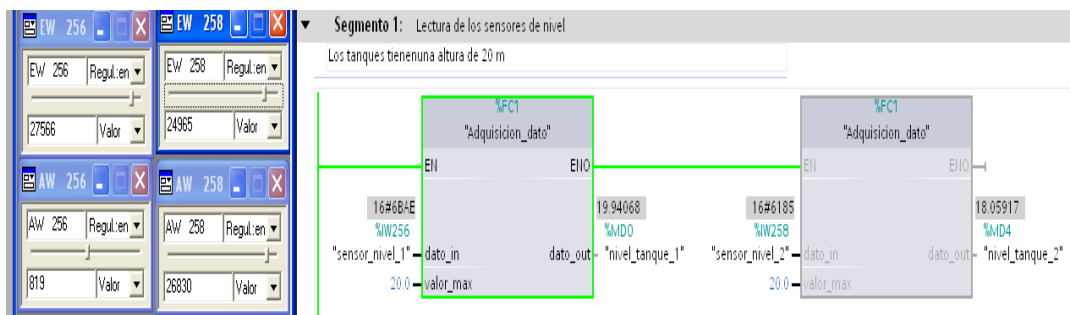 EW 256
EW 258
EW 256 Regul.:en
EW 258 Regul.:en
27566 Valor
24965 Valor
AW 256
AW 258
AW 256 Regul.:en
AW 258 Regul.:en
819 Valor
26830 Valor
Segmento 1: Lectura de los sensores de nivel
Los tanques tienenuna altura de 20 m
%FC1
"Adquisicion_dato"
EN ENO
16#6BAE
%IW256
"sensor_nivel_1" dato_in
20.0 valor_max
19.94068
%MD0
dato_out "nivel_tanque_1"
%FC1
"Adquisicion_dato"
EN ENO
16#6185
%IW258
"sensor_nivel_2" dato_in
20.0 valor_max
18.05917
%MD4
dato_out "nivel_tanque_2"